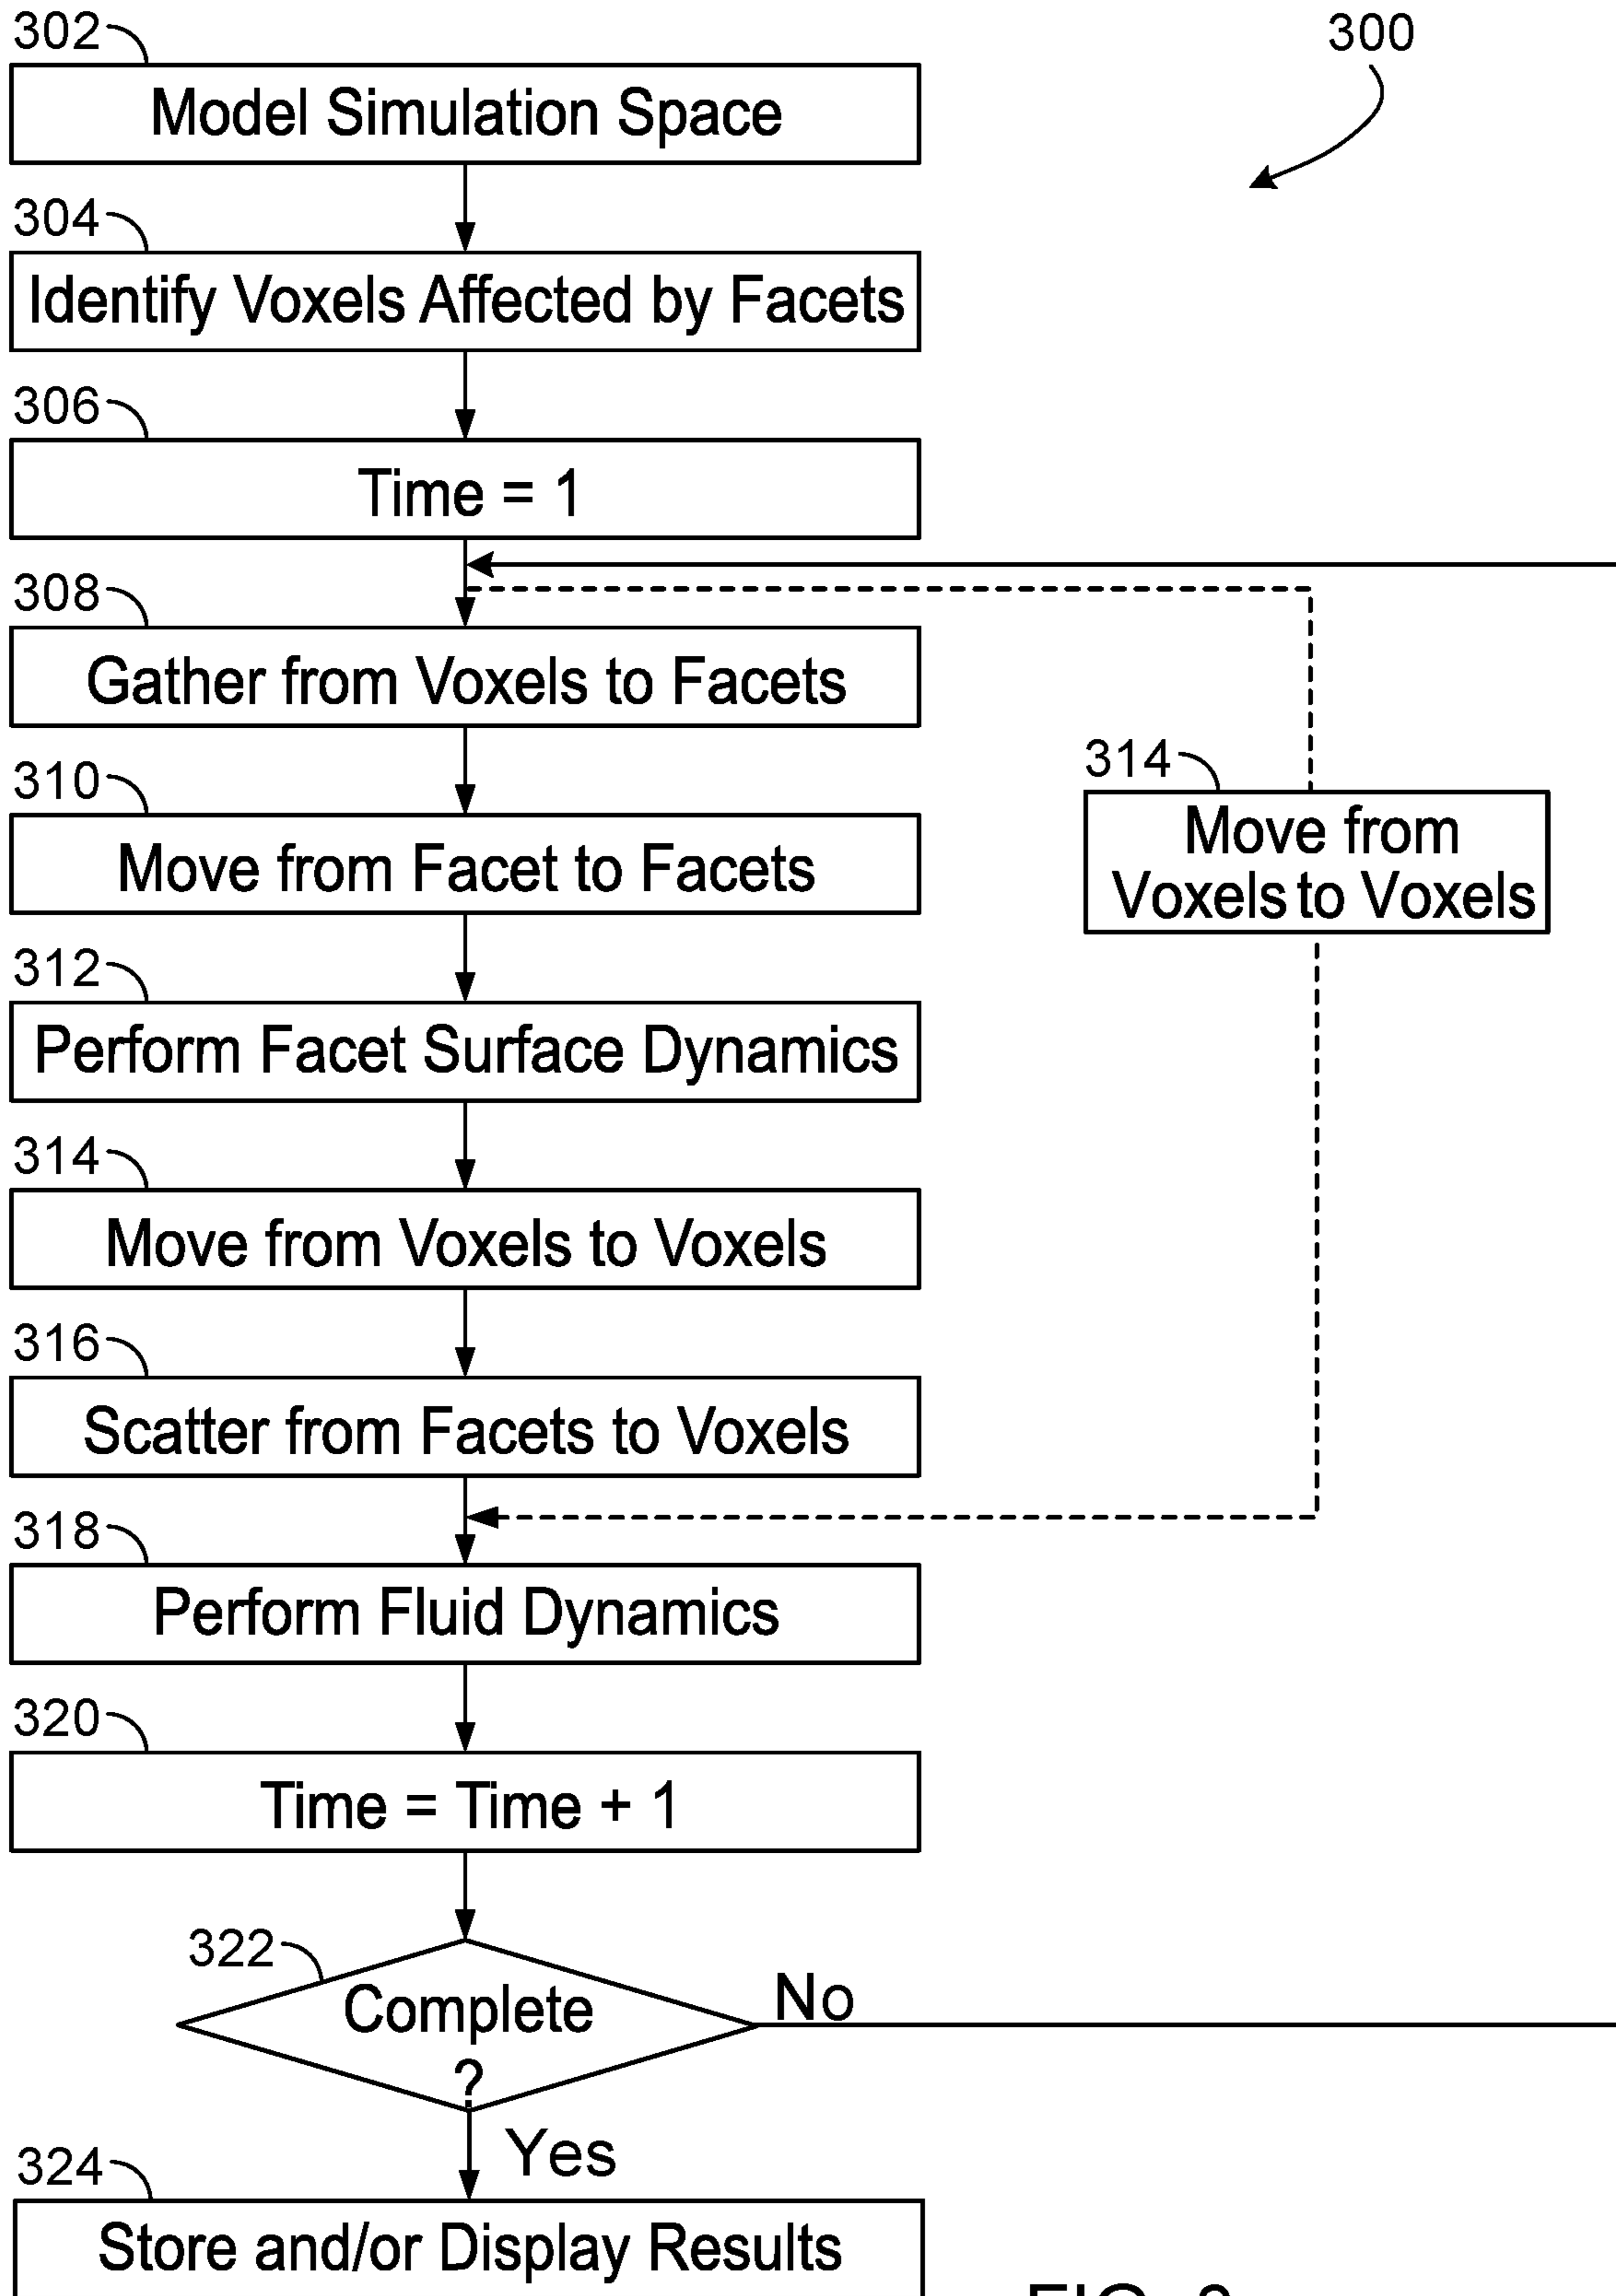 302
300
Model Simulation Space
304
Identify Voxels Affected by Facets
306
Time = 1
308
Gather from Voxels to Facets
310
Move from Facet to Facets
314
Move from
Voxels to Voxels
312
Perform Facet Surface Dynamics
314
Move from Voxels to Voxels
316
Scatter from Facets to Voxels
318
Perform Fluid Dynamics
320
Time = Time + 1
322
Complete
?
No
Yes
324
Store and/or Display Results
FIG.